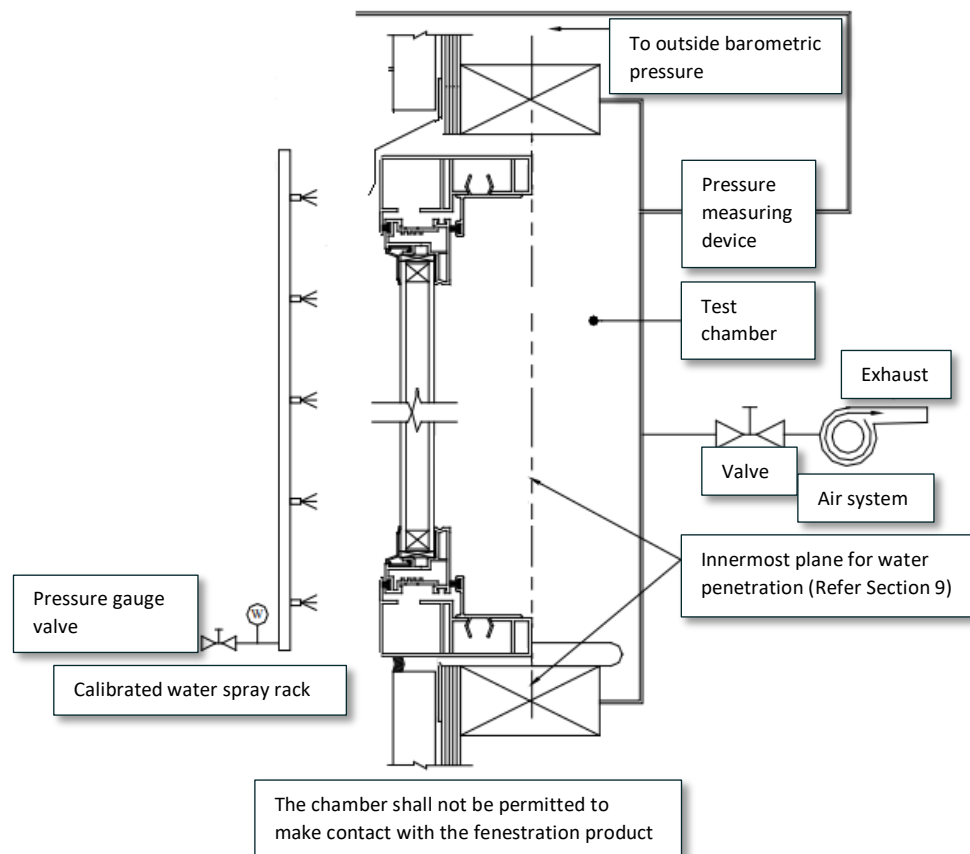 To outside barometric
pressure
Pressure
measuring
device
Test
chamber
Exhaust
Valve
Air system
Innermost plane for water
penetration (Refer Section 9)
Pressure gauge
valve
W
Calibrated water spray rack
The chamber shall not be permitted to
make contact with the fenestration product